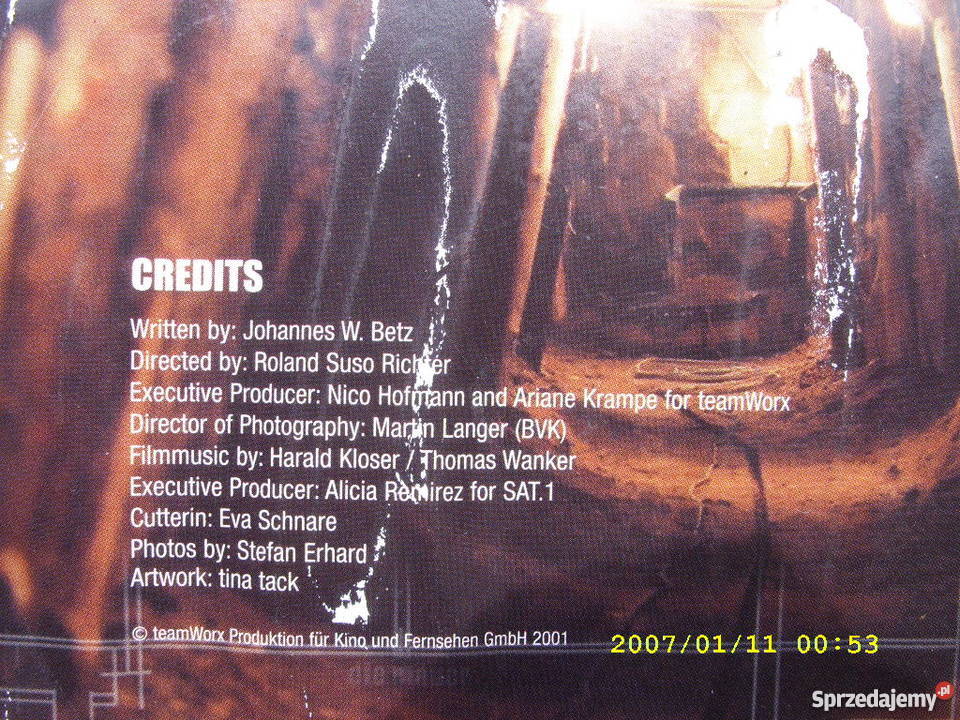 CREDITS
Written by: Johannes W. Betz
Directed by: Roland Suso Richter
Executive Producer: Nico Hofmann and Ariane Krampe for teamWorx
Director of Photography: Martin Langer (BVK)
Filmmusic by: Harald Kloser / Thomas Wanker
Executive Producer: Alicia Remirez for SAT.1
Cutterin: Eva Schnare
Photos by: Stefan Erhard
Artwork: tina tack
© teamWorx Produktion für Kino und Fernsehen GmbH 2001
2007/01/11 00:53
Sprzedajemy.pl